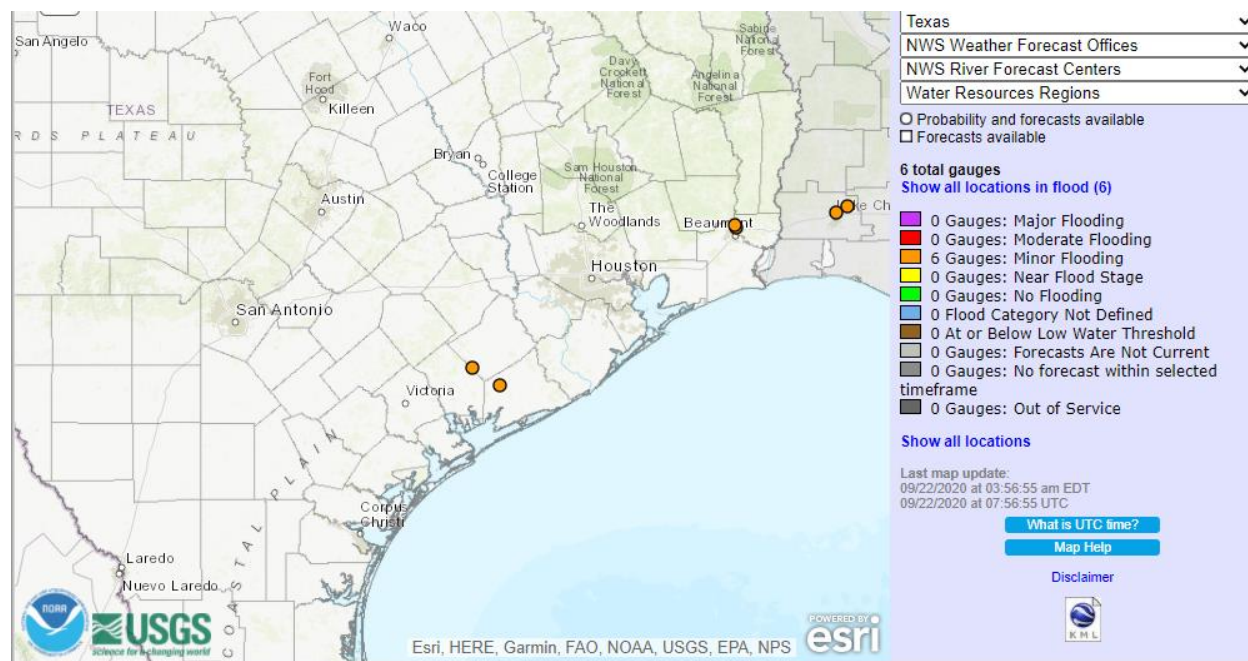 Waco
San Angelo
Sabine
National
Forest
Davy
Crockett
National
Forest
Angelina
National
Forest
Fort
Hood
Killeen
TEXAS
RDS PLATEAU
Bryan
College
Station
Sam Houston
National
Forest
Austin
The
Woodlands
Beaumont
ke Ch
Houston
San Antonio
Victoria
COASTAL PLAIN
Corpus
Christi
Laredo
Nuevo Laredo
NOAA
USGS
science for a changing world
Esri, HERE, Garmin, FAO, NOAA, USGS, EPA, NPS
POWERED BY
esri
Texas
NWS Weather Forecast Offices
NWS River Forecast Centers
Water Resources Regions
Probability and forecasts available
Forecasts available
6 total gauges
Show all locations in flood (6)
0 Gauges: Major Flooding
0 Gauges: Moderate Flooding
6 Gauges: Minor Flooding
0 Gauges: Near Flood Stage
0 Gauges: No Flooding
0 Flood Category Not Defined
0 At or Below Low Water Threshold
0 Gauges: Forecasts Are Not Current
0 Gauges: No forecast within selected
timeframe
0 Gauges: Out of Service
Show all locations
Last map update:
09/22/2020 at 03:56:55 am EDT
09/22/2020 at 07:56:55 UTC
What is UTC time?
Map Help
Disclaimer
KML